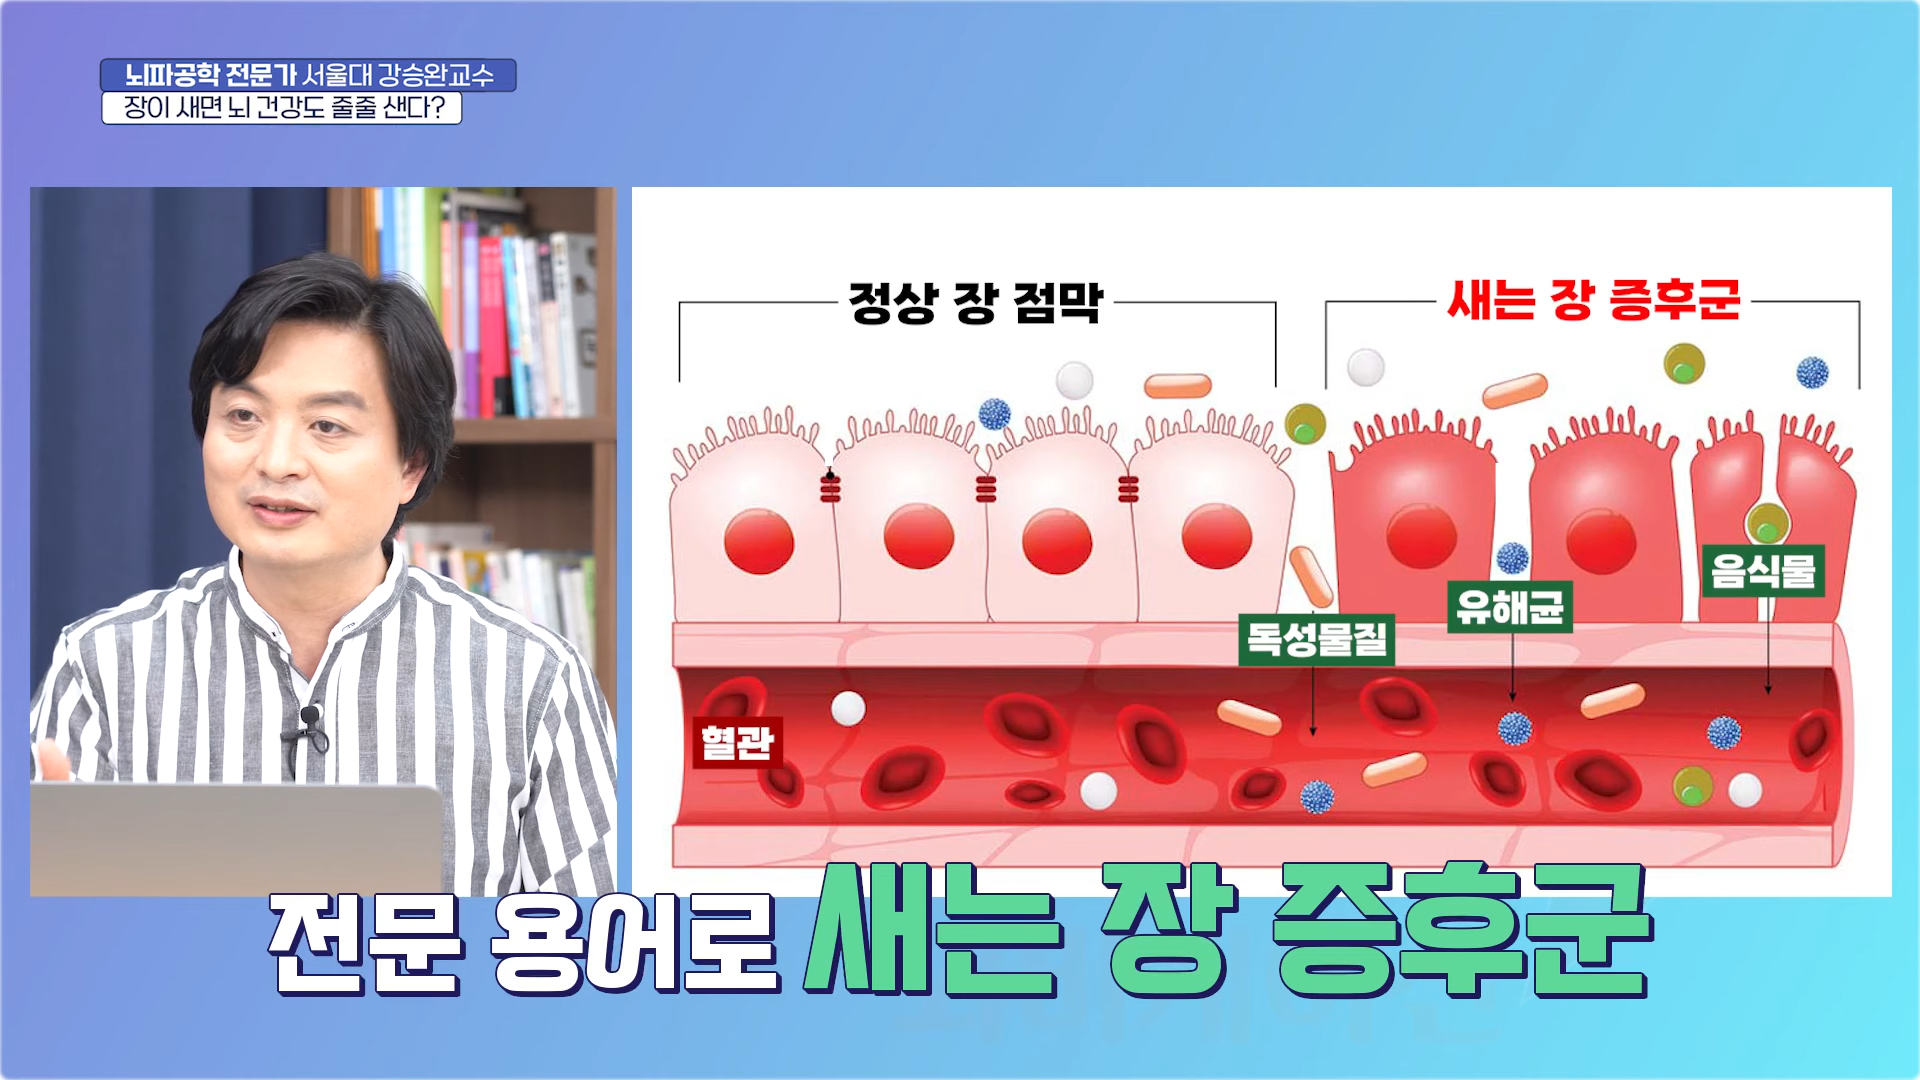 뇌파공학 전문가 서울대 강승완교수
장이 새면 뇌 건강도 줄줄 샌다?
정상 장 점막
새는 장 증후군
음식물
유해균
독성물질
혈관
전문 용어로 새는 장 증후군